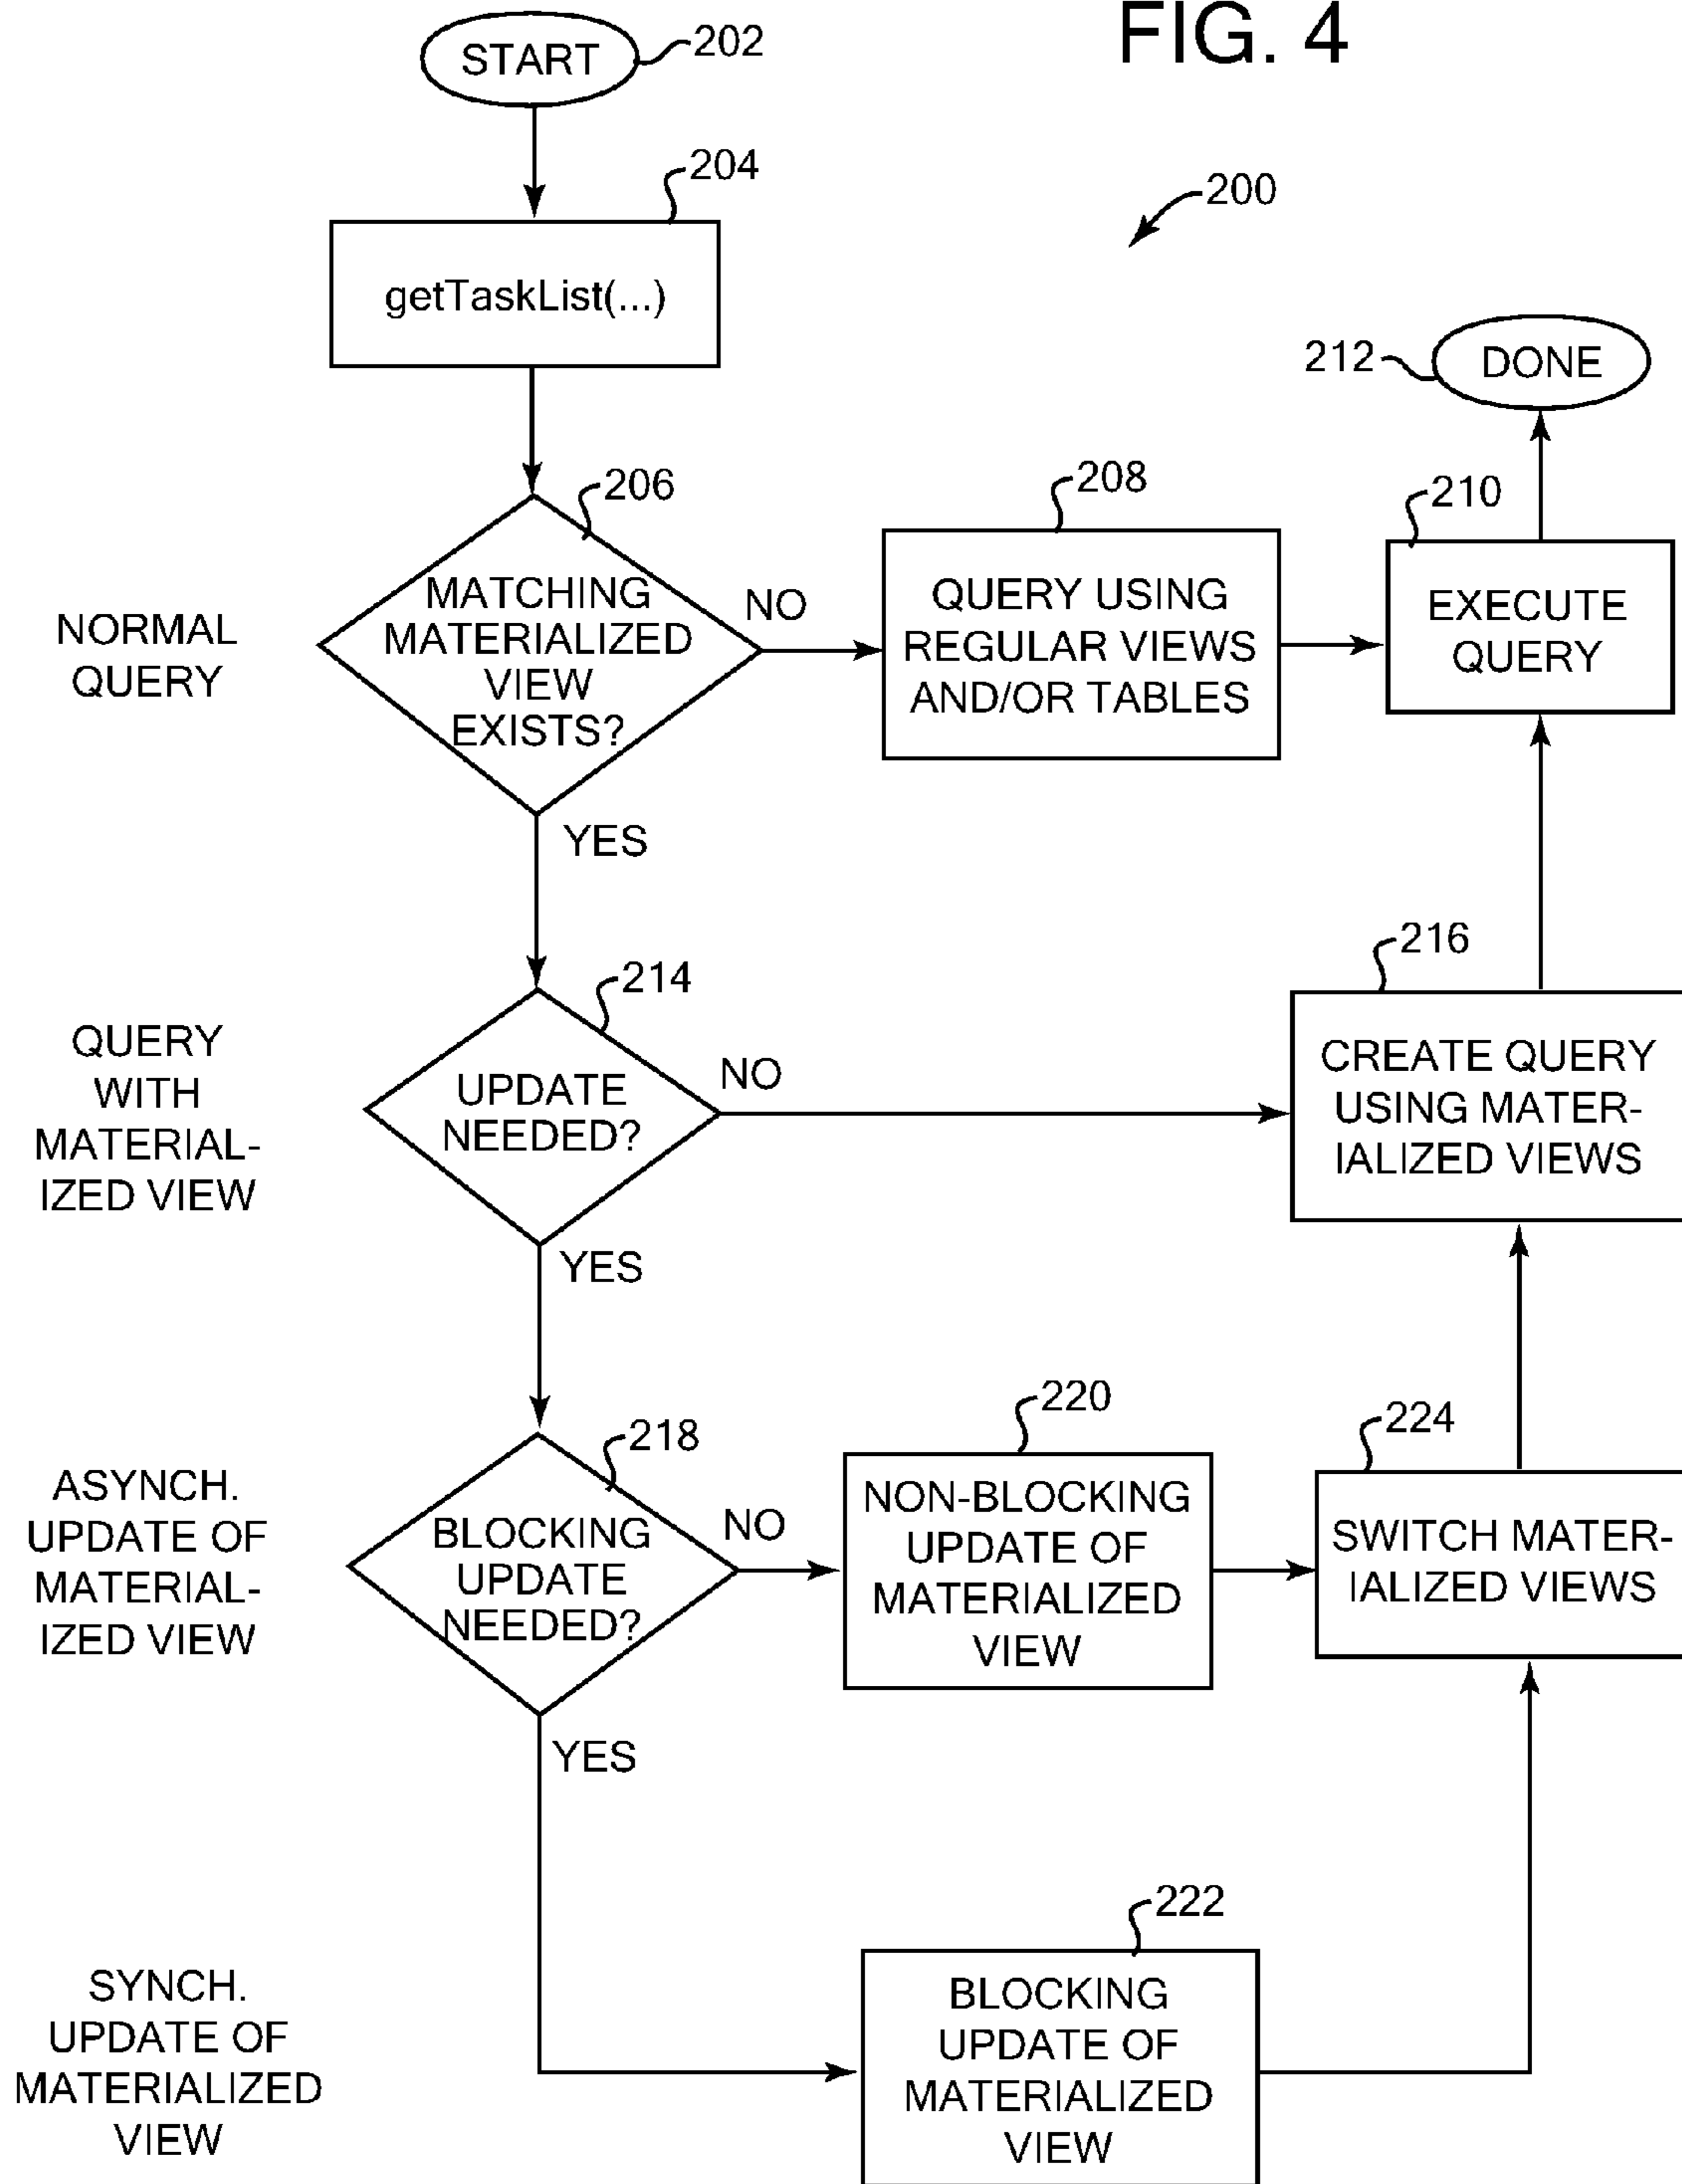 FIG. 4
START
202
204
200
getTaskList(...)
212
DONE
206
208
210
NORMAL
QUERY
MATCHING
MATERIALIZED
VIEW
EXISTS?
NO
QUERY USING
REGULAR VIEWS
AND/OR TABLES
EXECUTE
QUERY
YES
214
216
QUERY
WITH
MATERIAL-
IZED VIEW
UPDATE
NEEDED?
NO
CREATE QUERY
USING MATER-
IALIZED VIEWS
YES
218
220
224
ASYNCH.
UPDATE OF
MATERIAL-
IZED VIEW
BLOCKING
UPDATE
NEEDED?
NO
NON-BLOCKING
UPDATE OF
MATERIALIZED
VIEW
SWITCH MATER-
IALIZED VIEWS
YES
222
SYNCH.
UPDATE OF
MATERIALIZED
VIEW
BLOCKING
UPDATE OF
MATERIALIZED
VIEW